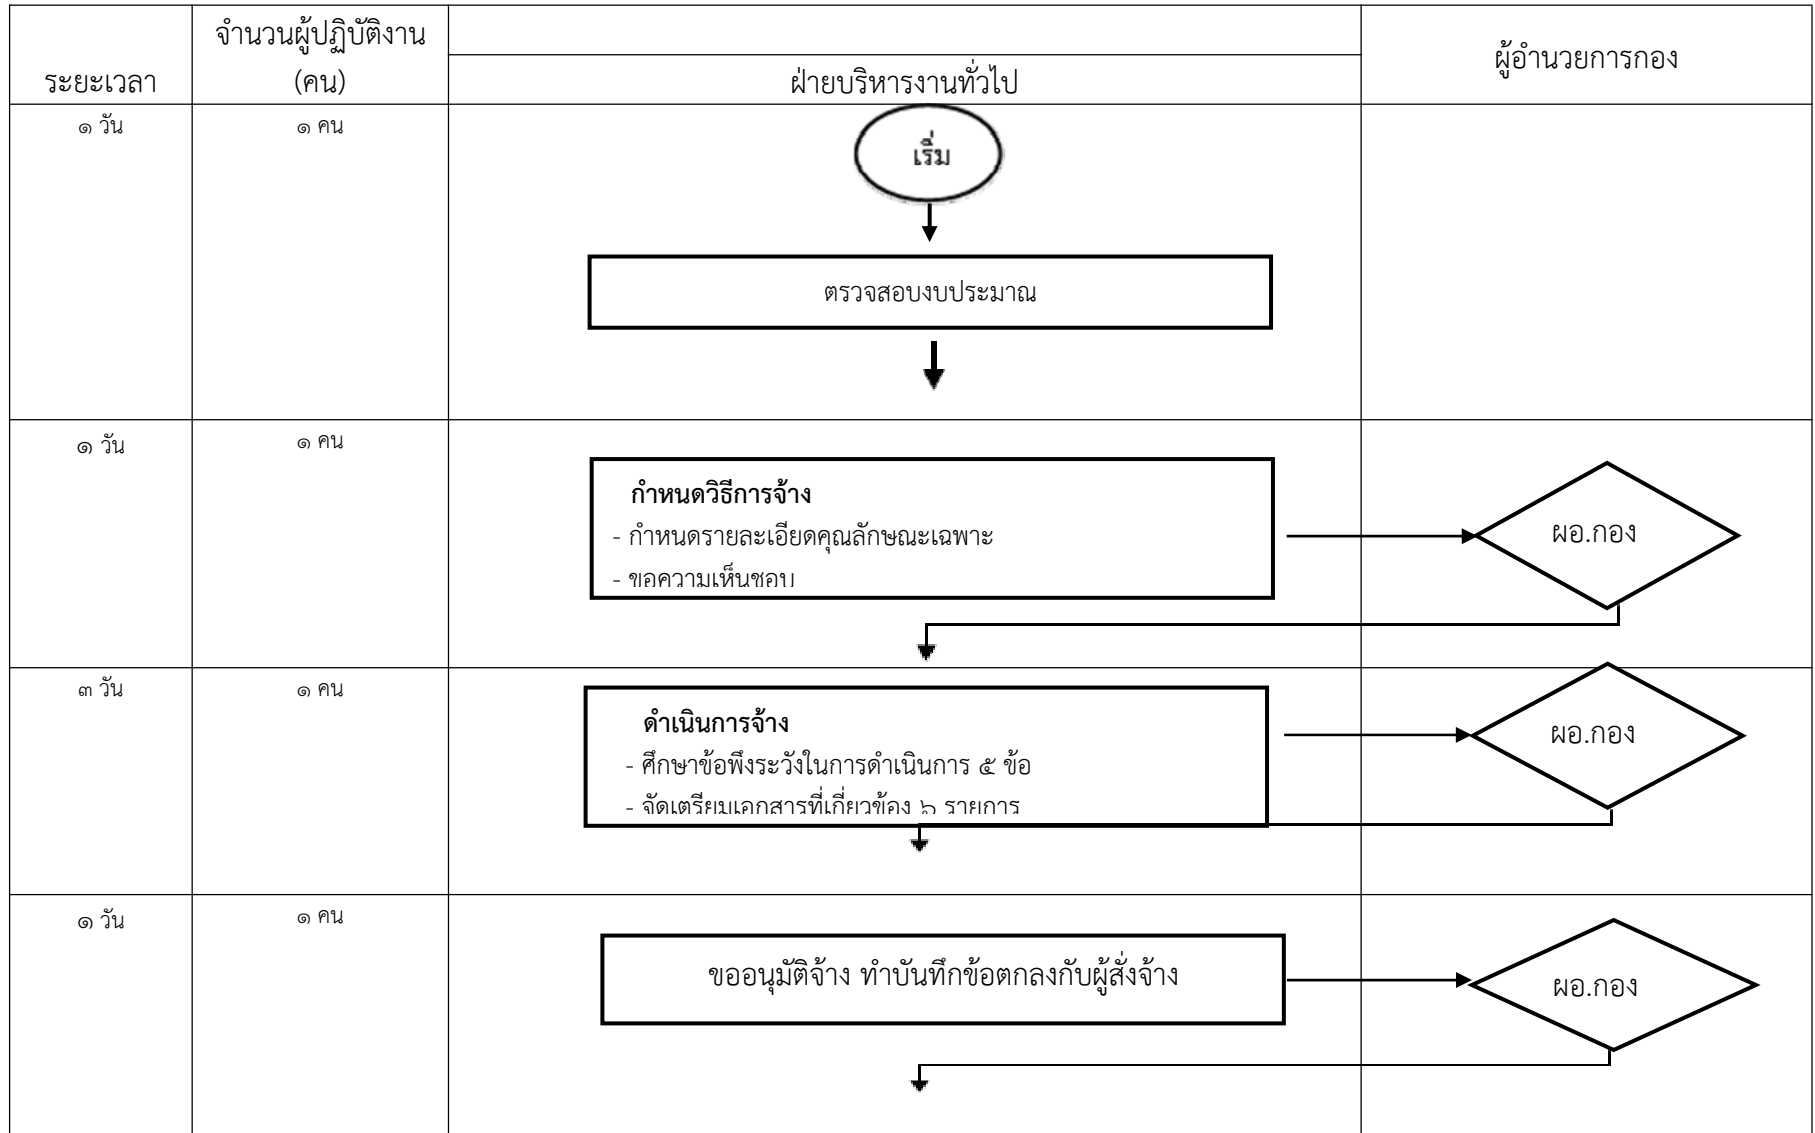 ระยะเวลา
จำนวนผู้ปฏิบัติงาน
(คน)
ฝ่ายบริหารงานทั่วไป
ผู้อำนวยการกอง
๑ วัน
๑ คน
เริ่ม
ตรวจสอบงบประมาณ
๑ วัน
๑ คน
กำหนดวิธีการจ้าง
- กำหนดรายละเอียดคุณลักษณะเฉพาะ
- ขอความเห็นชอบ
ผอ.กอง
๓ วัน
๑ คน
ดำเนินการจ้าง
- ศึกษาข้อพึงระวังในการดำเนินการ ๕ ข้อ
- จัดเตรียมเอกสารที่เกี่ยวข้อง ๖ รายการ
ผอ.กอง
๑ วัน
๑ คน
ขออนุมัติจ้าง ทำบันทึกข้อตกลงกับผู้สั่งจ้าง
ผอ.กอง